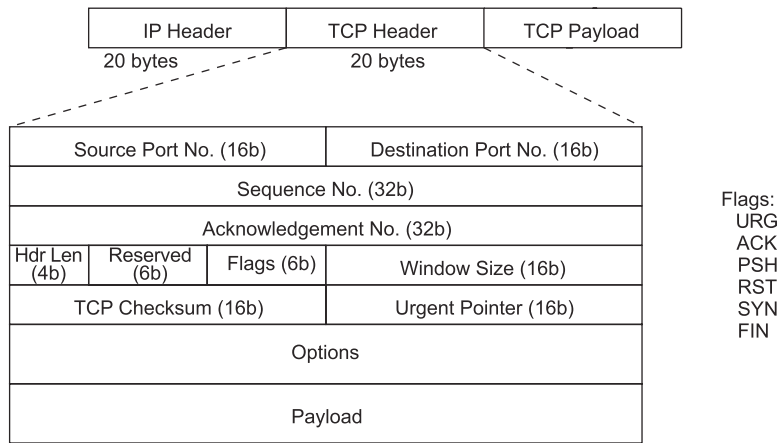 IP Header TCP Header TCP Payload
20 bytes 20 bytes
Source Port No. (16b) Destination Port No. (16b)
Sequence No. (32b)
Acknowledgement No. (32b)
Hdr Len
(4b)
Reserved
(6b)
Flags (6b)
Window Size (16b)
TCP Checksum (16b) Urgent Pointer (16b)
Options
Payload
Flags:
URG
ACK
PSH
RST
SYN
FIN